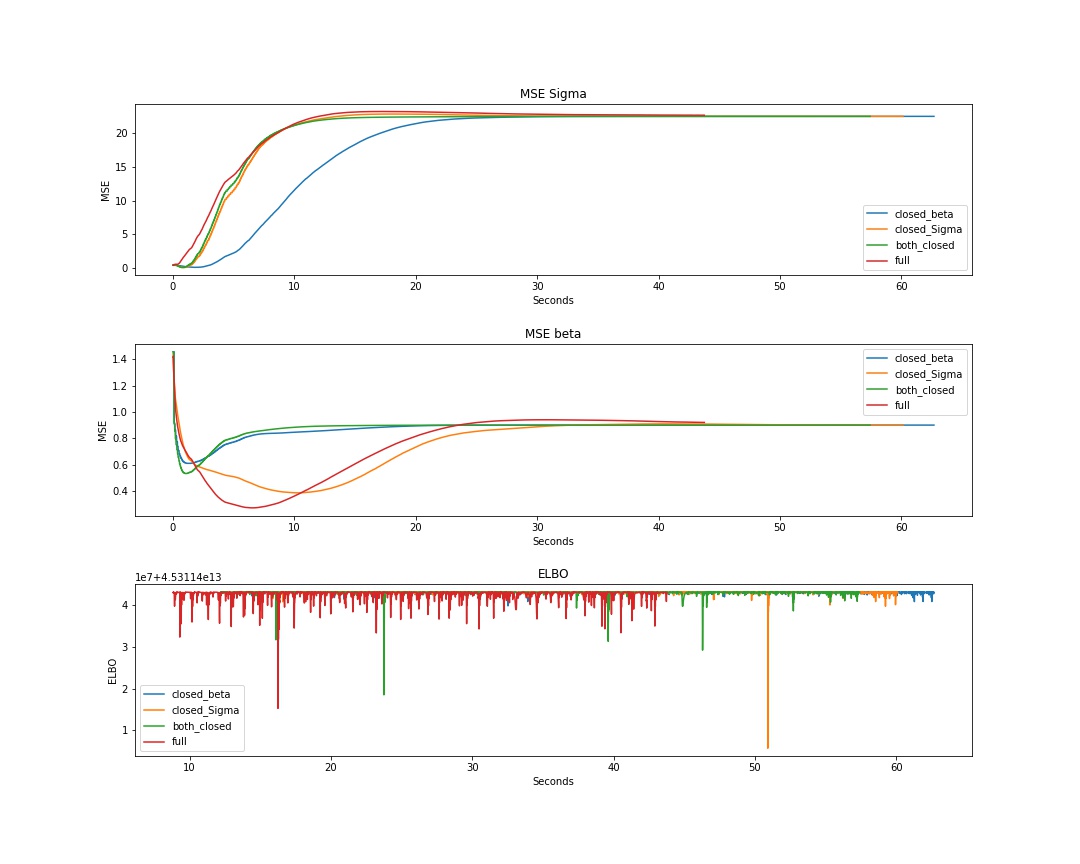 MSE Sigma
20
15
10
5
0
MSE
closed_beta
closed_Sigma
both_closed
full
0 10 20 30 40 50 60
Seconds
MSE beta
1.4
1.2
1.0
0.8
0.6
0.4
MSE
closed_beta
closed_Sigma
both_closed
full
0 10 20 30 40 50 60
Seconds
ELBO
1e7+4.53114e13
4
3
2
1
ELBO
closed_beta
closed_Sigma
both_closed
full
10 20 30 40 50 60
Seconds